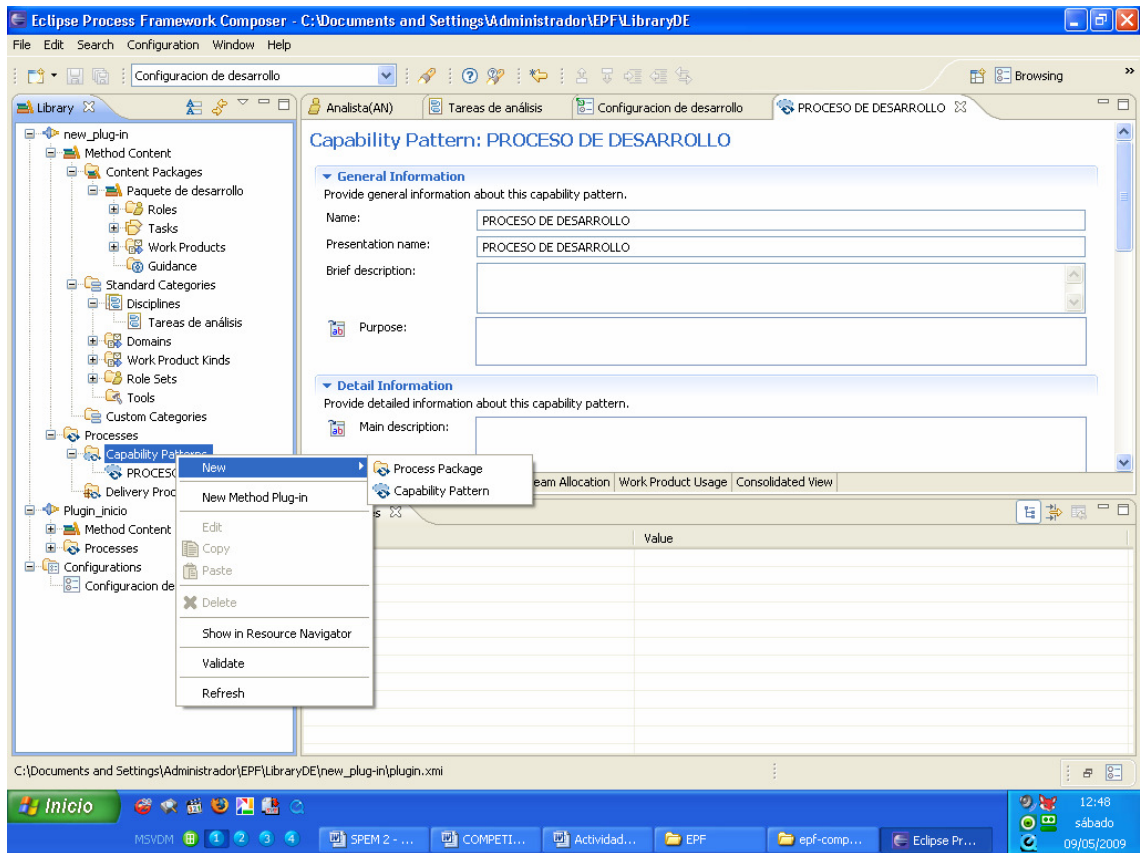 Eclipse Process Framework Composer - C:\Documents and Settings\Administrador\EPF\LibraryDE
File Edit Search Configuration Window Help
Configuracion de desarrollo
Browsing
»
Library
Analista(AN)
Tareas de análisis
Configuracion de desarrollo
PROCESO DE DESARROLLO
new_plug-in
Method Content
Content Packages
Paquete de desarrollo
Roles
Tasks
Work Products
Guidance
Standard Categories
Disciplines
Tareas de análisis
Domains
Work Product Kinds
Role Sets
Tools
Custom Categories
Processes
Capability Patterns
PROCESO
Delivery Proc
Plugin_inicio
Method Content
Processes
Configurations
Configuracion de
Capability Pattern: PROCESO DE DESARROLLO
General Information
Provide general information about this capability pattern.
Name:
PROCESO DE DESARROLLO
Presentation name:
PROCESO DE DESARROLLO
Brief description:
Purpose:
Detail Information
Provide detailed information about this capability pattern.
Main description:
New
New Method Plug-in
Edit
Copy
Paste
Delete
Show in Resource Navigator
Validate
Refresh
Process Package
Capability Pattern
eam Allocation Work Product Usage Consolidated View
s
Value
C:\Documents and Settings\Administrador\EPF\LibraryDE\new_plug-in\plugin.xmi
Inicio
MSVDM 1 2 3 4
SPEM 2 - ...
COMPETI...
Actividad...
EPF
epf-comp...
Eclipse Pr...
12:48
sábado
09/05/2009